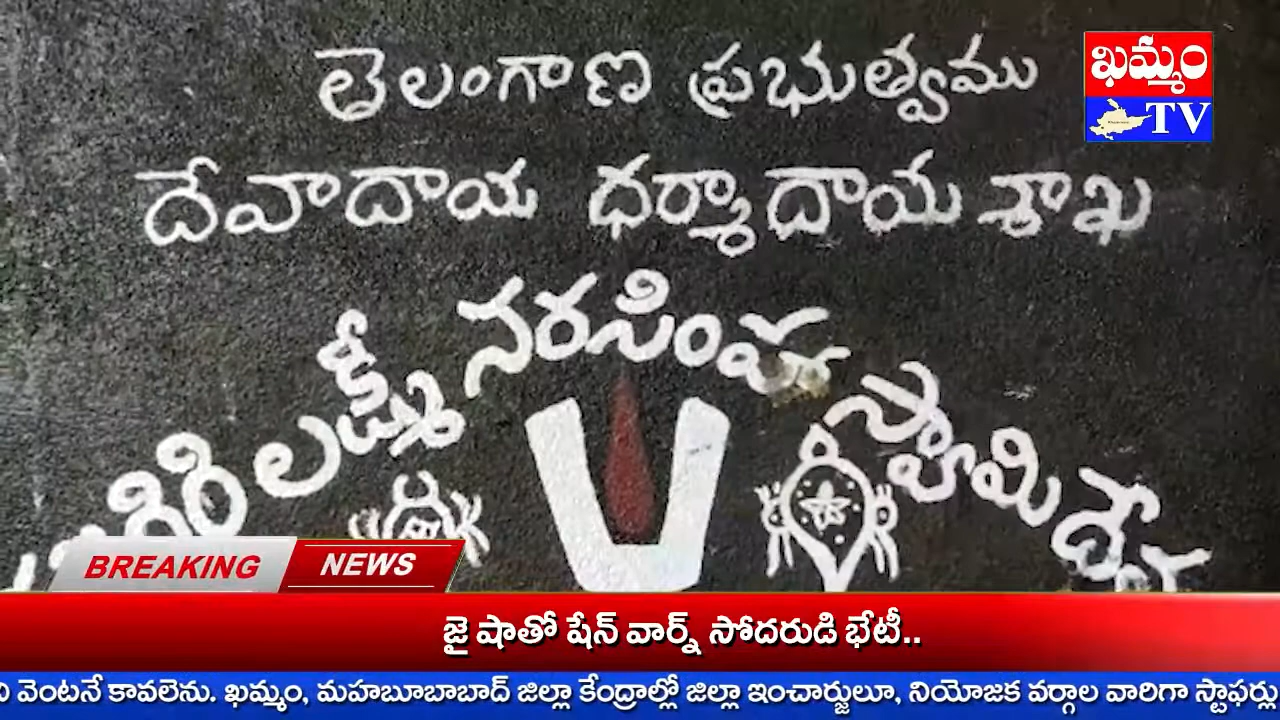 తెలంగాణ ప్రభుత్వము
ఖమ్మం
TV
దేవాదాయ ధర్మాదాయ శాఖ
లక్ష్మీ నరసింహ స్వామి
BREAKING NEWS
జై షాతో షేన్ వార్న్ సోదరుడి భేటీ..
వెంటనే కావలెను. ఖమ్మం, మహబూబాబాద్ జిల్లా కేంద్రాల్లో జిల్లా ఇంచార్జులూ, నియోజక వర్గాల వారిగా స్టాఫర్లు